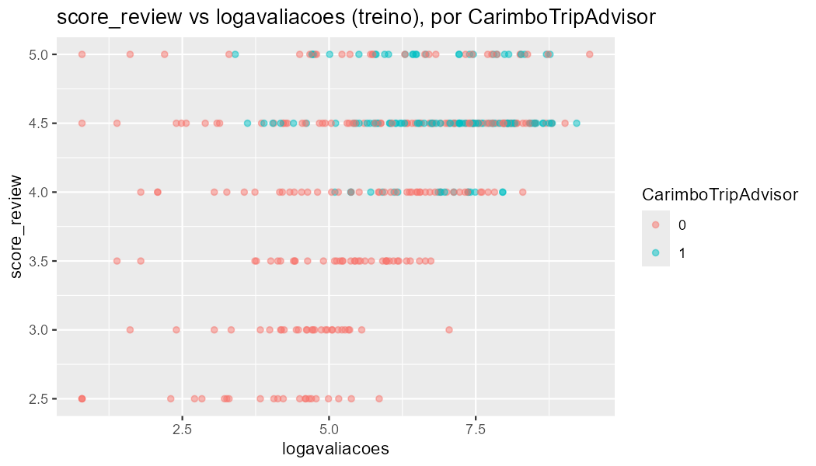 score_review vs logavaliacoes (treino), por CarimboTripAdvisor
5.0
4.5
4.0
3.5
3.0
2.5
score_review
2.5 5.0 7.5
logavaliacoes
CarimboTripAdvisor
0
1